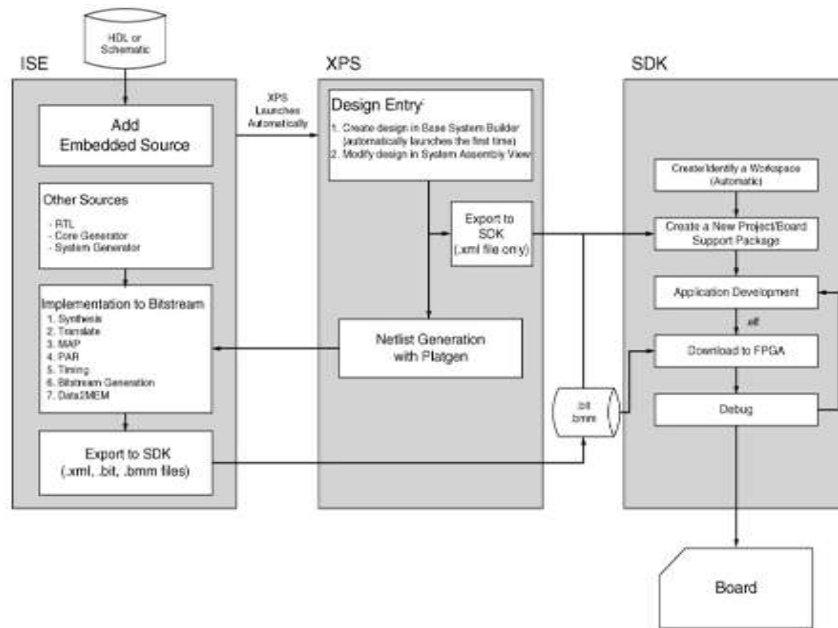 HDL or
Schematic
ISE
Add
Embedded Source
Other Sources
- RTL
- Core Generator
- System Generator
Implementation to Bitstream
1. Synthesis
2. Translate
3. MAP
4. PAR
5. Timing
6. Bitstream Generation
7. Data2MEM
Export to SDK
(.xml, .bit, .bmm files)
XPS
Launches
Automatically
XPS
Design Entry
1. Create design in Base System Builder
(automatically launches the first time)
2. Modify design in System Assembly View
Export to
SDK
(.xml file only)
Netlist Generation
with Platgen
.bit
.bmm
SDK
Create/Identify a Workspace
(Automatic)
Create a New Project/Board
Support Package
Application Development
.elf
Download to FPGA
Debug
Board